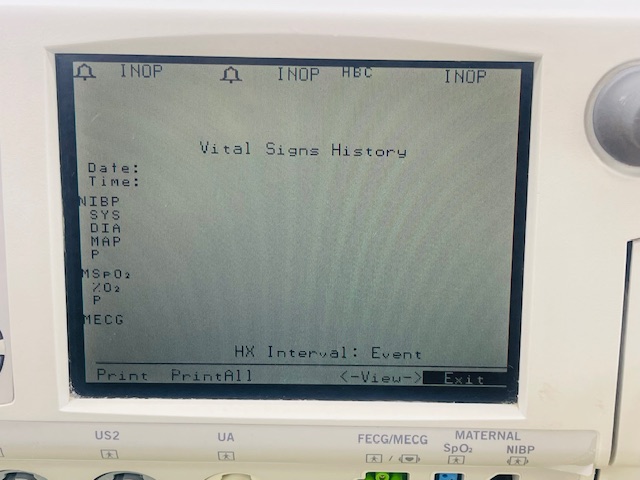 INOP INOP HBC INOP
Vital Signs History
Date:
Time:
NIBP
SYS
DIA
MAP
P
MSpO₂
%O₂
P
MECG
HX Interval: Event
Print PrintAll <-View-> Exit
US2 UA FECG/MECG MATERNAL
SpO₂ NIBP